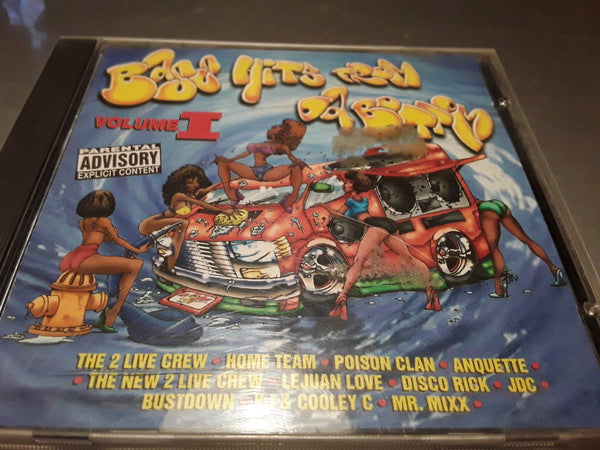 Bass Hits From
Da Bottom
VOLUME I
PARENTAL
ADVISORY
EXPLICIT CONTENT
THE 2 LIVE CREW • HOME TEAM • POISON CLAN • ANQUETTE •
• THE NEW 2 LIVE CREW • LEJUAN LOVE • DISCO RICK • JDC •
BUSTDOWN • & COOLEY C • MR. MIXX •